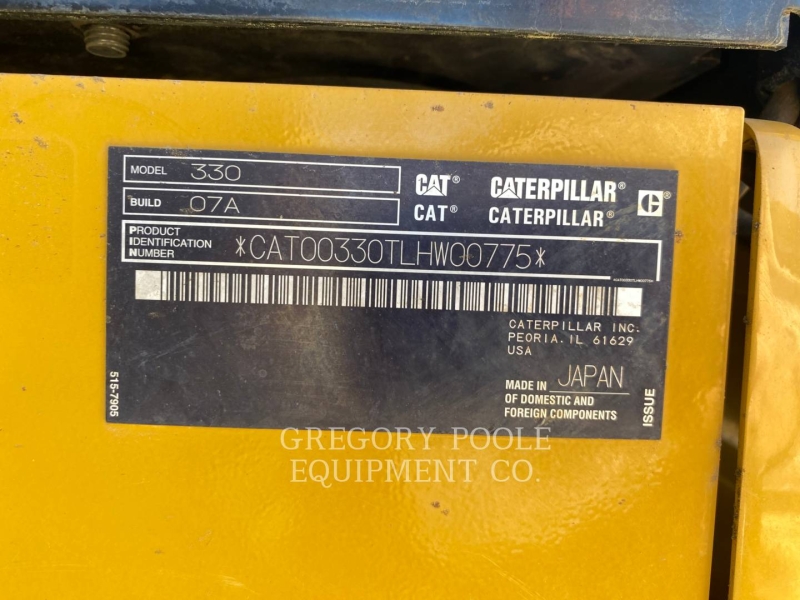 MODEL 330
BUILD 07A
CAT® CATERPILLAR® C
CAT® CATERPILLAR®
PRODUCT
IDENTIFICATION
NUMBER
*CAT00330TLHW00775*
CATERPILLAR INC.
PEORIA, IL 61629
USA
MADE IN JAPAN
OF DOMESTIC AND
FOREIGN COMPONENTS
515-7905
ISSUE
GREGORY POOLE
EQUIPMENT CO.